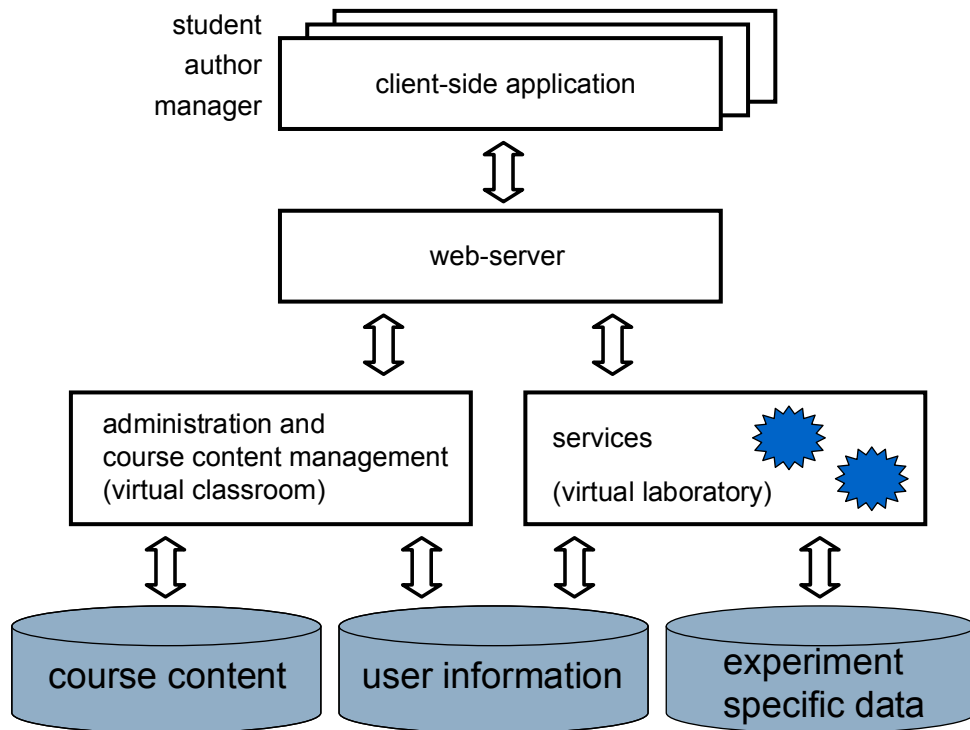 student
author
manager
client-side application
web-server
administration and
course content management
(virtual classroom)
services
(virtual laboratory)
course content
user information
experiment
specific data